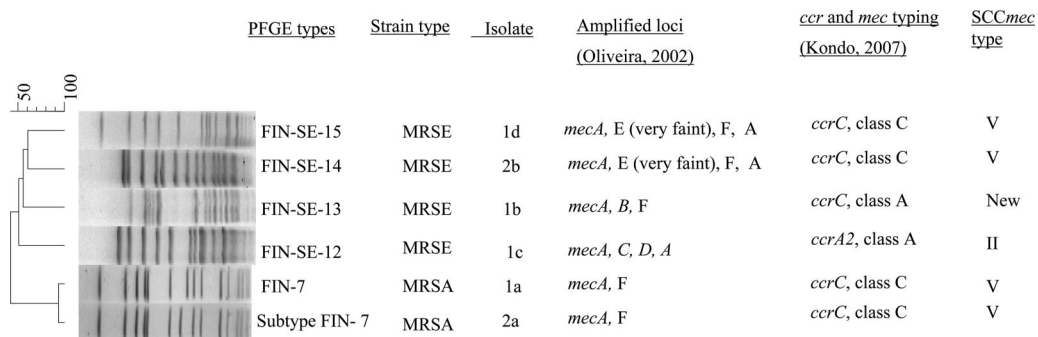 PFGE types Strain type Isolate Amplified loci (Oliveira, 2002) ccr and mec typing (Kondo, 2007) SCCmec type
50 100
FIN-SE-15 MRSE 1d mecA, E (very faint), F, A ccrC, class C V
FIN-SE-14 MRSE 2b mecA, E (very faint), F, A ccrC, class C V
FIN-SE-13 MRSE 1b mecA, B, F ccrC, class A New
FIN-SE-12 MRSE 1c mecA, C, D, A ccrA2, class A II
FIN-7 MRSA 1a mecA, F ccrC, class C V
Subtype FIN- 7 MRSA 2a mecA, F ccrC, class C V